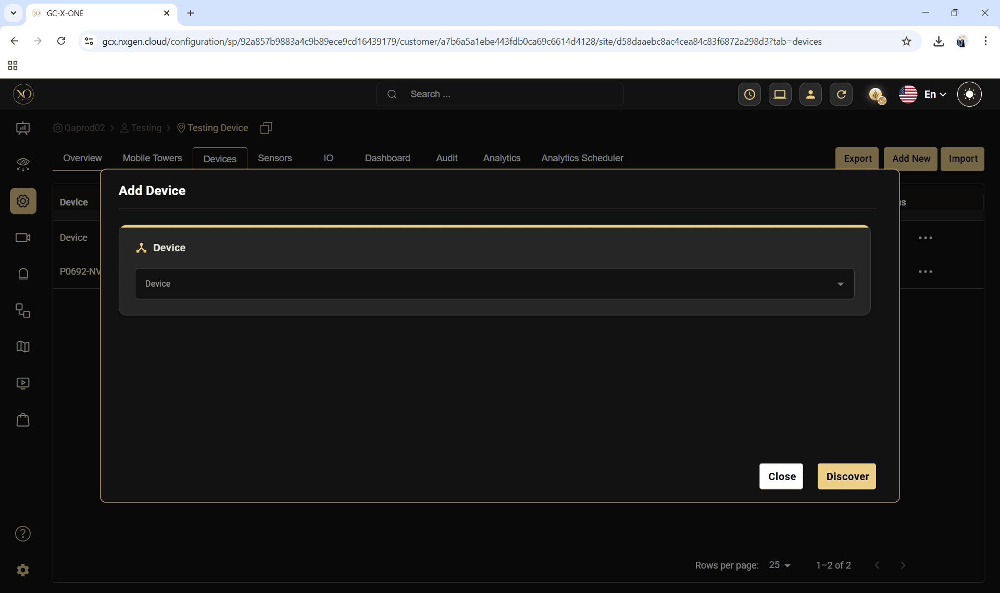 GC-X-ONE
gcx.nxgen.cloud/configuration/sp/92a857b9883a4c9b89ece9cd16439179/customer/a7b6a5a1ebe443fdb0ca69c6614d4128/site/d58daaebc8ac4cea84c83f6872a298d3?tab=devices
XO
Search ...
En
Qaprod02 > Testing > Testing Device
Overview Mobile Towers Devices Sensors IO Dashboard Audit Analytics Analytics Scheduler
Export Add New Import
Add Device
Device
Device
P0692-NV
Device
Device
Close Discover
Rows per page: 25 1–2 of 2